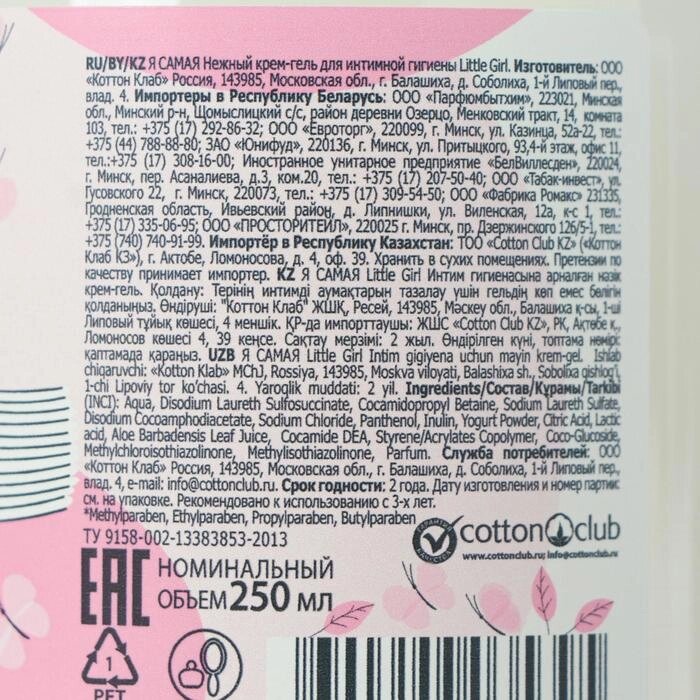 RU/BY/KZ Я САМАЯ Нежный крем-гель для интимной гигиены Little Girl. Изготовитель: ООО
«Коттон Клаб» Россия, 143985, Московская обл., г. Балашиха, д. Соболиха, 1-й Липовый пер.,
влад. 4. Импортеры в Республику Беларусь: ООО «Парфюмбытхим», 223021, Минская
обл., Минский р-н, Щомыслицкий с/с, район деревни Озерцо, Менковский тракт, 14, комната
103, тел.: +375 (17) 292-86-32; ООО «Евроторг», 220099, г. Минск, ул. Казинца, 52а-22, тел.:
+375 (44) 788-88-80; ЗАО «Юнифуд», 220136, г. Минск, ул. Притыцкого, 93,4-й этаж, офис 11,
тел.:+375 (17) 308-16-00; Иностранное унитарное предприятие «БелВиллесден», 220024,
г. Минск, пер. Асаналиева, д.3, ком.20, тел.: +375 (17) 207-50-40; ООО «Табак-инвест», ул.
Гусовского 22, г. Минск, 220073, тел.: +375 (17) 309-54-50; ООО «Фабрика Ромакс» 231335,
Гродненская область, Ивьевский район, д. Липнишки, ул. Виленская, 12а, к-с 1, тел.:
+375 (17) 335-06-95; ООО «ПРОСТОРИТЕЙЛ», 220025 г. Минск, пр. Дзержинского 126/5-1, тел.:
+375 (740) 740-91-99. Импортёр в Республики Казахстан: ТОО «Cotton Club KZ» («Коттон
Клаб КЗ»), г. Актобе, Ломоносова, д. 4, оф. 39. Хранить в сухих помещениях. Претензии по
качеству принимает импортер. KZ Я САМАЯ Little Girl Интим гигиенасына арналған нәзік
крем-гель. Қолдану: Терінің интимді аумақтарын тазалау үшін гельдің көп емес бөлігін
қолданыңыз. Өндіруші: "Коттон Клаб" ЖШҚ, Ресей, 143985, Мәскеу обл., Балашиха қ-сы, 1-ші
Липовый тұйық көшесі, 4 меншік. ҚР-да импорттаушы: ЖШС «Cotton Club KZ», РК, Ақтөбе қ.,
Ломоносов көшесі 4, 39 кеңсе. Сақтау мерзімі: 2 жыл. Өндірілген күні, топтама нөмірі:
қаптамада қараңыз. UZB Я САМАЯ Little Girl Intim gigiyena uchun mayin krem-gel. Ishlab
chiqaruvchi: «Kotton Klab» MChJ, Rossiya, 143985, Moskva viloyati, Balashixa sh., Sobolixa qishlog'i,
1-chi Lipoviy tor ko'chasi. 4. Yaroglik muddati: 2 yil. Ingredients/Состав/Құрамы/Tarkibi
(INCI): Aqua, Disodium Laureth Sulfosuccinate, Cocamidopropyl Betaine, Sodium Laureth Sulfate,
Disodium Cocoamphodiacetate, Sodium Chloride, Panthenol, Inulin, Yogurt Powder, Citric Acid, Lactic
acid, Aloe Barbadensis Leaf Juice, Cocamide DEA, Styrene/Acrylates Copolymer, Coco-Glucoside,
Methylchloroisothiazolinone, Methylisothiazolinone, Parfum. Служба потребителей: ООО
«Коттон Клаб» Россия, 143985, Московская обл., г. Балашиха, д. Соболиха, 1-й Липовый пер.,
влад. 4, e-mail: info@cottonclub.ru. Срок годности: 2 года. Дату изготовления и номер партии
см. на упаковке. Рекомендовано к использованию с 3-х лет.
*Methylparaben, Ethylparaben, Propylparaben, Butylparaben
ТУ 9158-002-13383853-2013
ГАРАНТИЯ КАЧЕСТВА
cotton club
www.cottonclub.ru; info@cottonclub.ru
EAC
НОМИНАЛЬНЫЙ
ОБЪЕМ 250 МЛ
1
PET